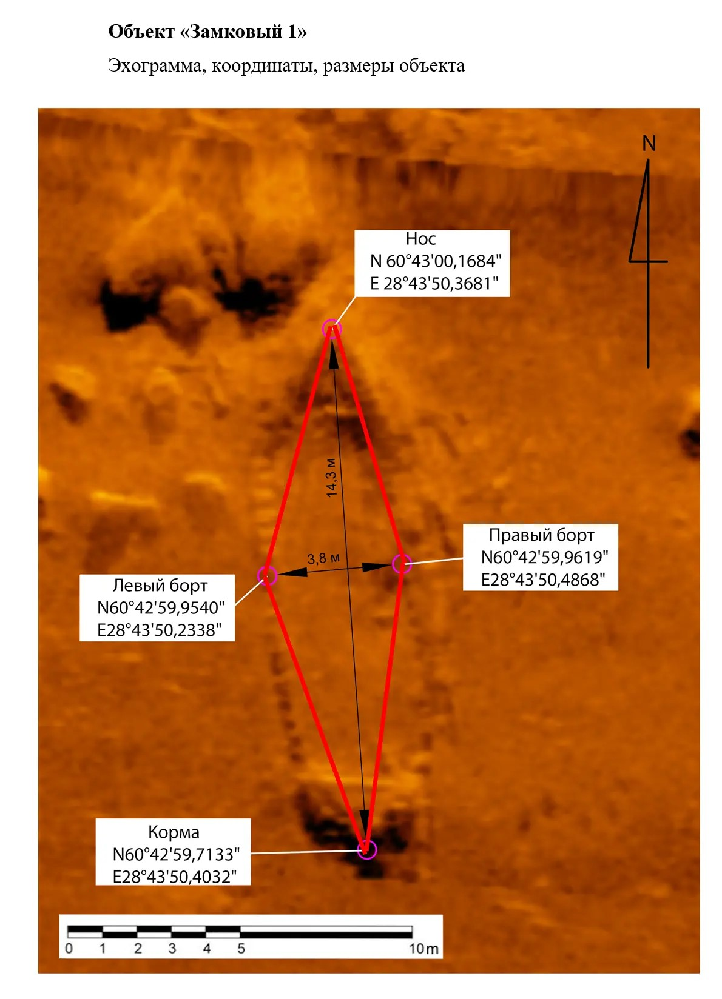 Объект «Замковый 1»
Эхограмма, координаты, размеры объекта
N
Нос
N 60°43'00,1684"
E 28°43'50,3681"
14,3 м
Правый борт
N60°42'59,9619"
E28°43'50,4868"
3,8 м
Левый борт
N60°42'59,9540"
E28°43'50,2338"
Корма
N60°42'59,7133"
E28°43'50,4032"
0 1 2 3 4 5 10 m